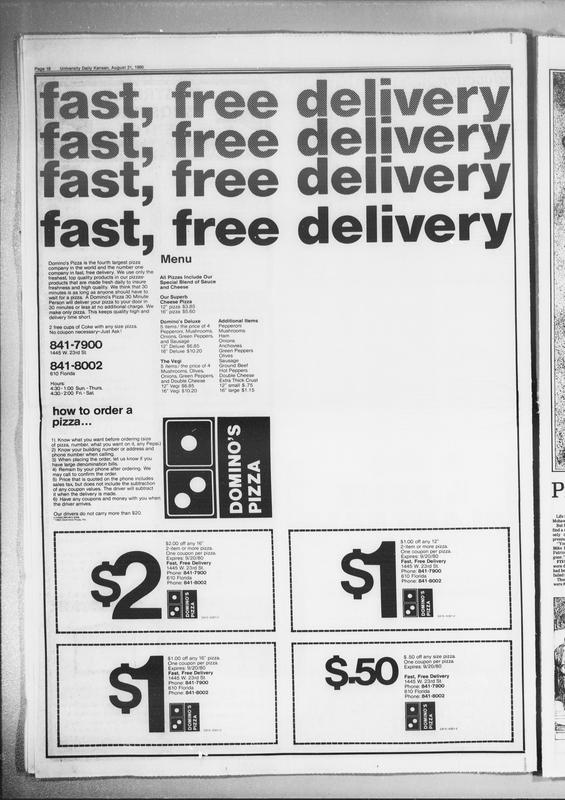 Page 18 University Daily Kansan, August 21, 1980
fast, free delivery
fast, free delivery
fast, free delivery
fast, free delivery
Domino's Pizza is the fourth largest pizza
company in the world and the number one
company in fast, free delivery. We use only the
freshest, top quality products in our pizzas-
products that are made fresh daily to insure
freshness and high quality. We think that 30
minutes is as long as anyone should have to
wait for a pizza. A Domino's Pizza 30 Minute
Person will deliver your pizza to your door in
30 minutes or less at no additional charge. We
make only pizza. This keeps quality high and
delivery time short.
2 free cups of Coke with any size pizza.
No coupon necessary-Just Ask!
841-7900
1445 W. 23rd St.
841-8002
610 Florida
Hours:
4:30-1:00 Sun.-Thurs.
4:30-2:00 Fri.-Sat.
Menu
All Pizzas Include Our
Special Blend of Sauce
and Cheese
Our Superb
Cheese Pizza
12" pizza $3.85
16" pizza $5.60
Domino's Deluxe
5 items / the price of 4
Pepperoni, Mushrooms,
Onions, Green Peppers,
and Sausage
12" Deluxe $6.85
16" Deluxe $10.20
The Vegi
5 items / the price of 4
Mushrooms, Olives,
Onions, Green Peppers,
and Double Cheese
12" Vegi $6.85
16" Vegi $10.20
Additional Items
Pepperoni
Mushrooms
Ham
Onions
Anchovies
Green Peppers
Olives
Sausage
Ground Beef
Hot Peppers
Double Cheese
Extra Thick Crust
12" small $.75
16" large $1.15
how to order a
pizza...
1) Know what you want before ordering (size
of pizza, number, what you want on it, any Pepsi.)
2) Know your building number or address and
phone number when calling.
3) When placing the order, let us know if you
have large denomination bills.
4) Remain by your phone after ordering. We
may call to confirm the order.
5) Price that is quoted on the phone includes
sales tax, but does not include the subtraction
of any coupon values. The driver will subtract
it when the delivery is made.
6) Have any coupons and money with you when
the driver arrives.
Our drivers do not carry more than $20.
DOMINO'S
PIZZA
$2
$2.00 off any 16"
2-item or more pizza.
One coupon per pizza.
Expires: 9/20/80
Fast, Free Delivery
1445 W. 23rd St.
Phone: 841-7900
610 Florida
Phone: 841-8002
DOMINO'S
PIZZA
$1
$1.00 off any 12"
2-item or more pizza.
One coupon per pizza.
Expires: 9/20/80
Fast, Free Delivery
1445 W. 23rd St.
Phone: 841-7900
610 Florida
Phone: 841-8002
DOMINO'S
PIZZA
$1
$1.00 off any 16" pizza.
One coupon per pizza.
Expires: 9/20/80
Fast, Free Delivery
1445 W. 23rd St.
Phone: 841-7900
610 Florida
Phone: 841-8002
DOMINO'S
PIZZA
$.50
$.50 off any size pizza.
One coupon per pizza.
Expires: 9/20/80
Fast, Free Delivery
1445 W. 23rd St.
Phone: 841-7900
610 Florida
Phone: 841-8002
DOMINO'S
PIZZA